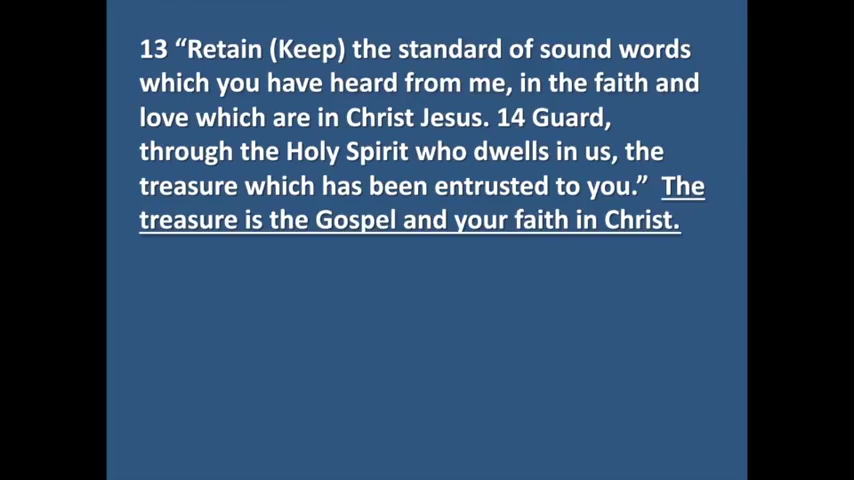 13 “Retain (Keep) the standard of sound words
which you have heard from me, in the faith and
love which are in Christ Jesus. 14 Guard,
through the Holy Spirit who dwells in us, the
treasure which has been entrusted to you.” The
treasure is the Gospel and your faith in Christ.